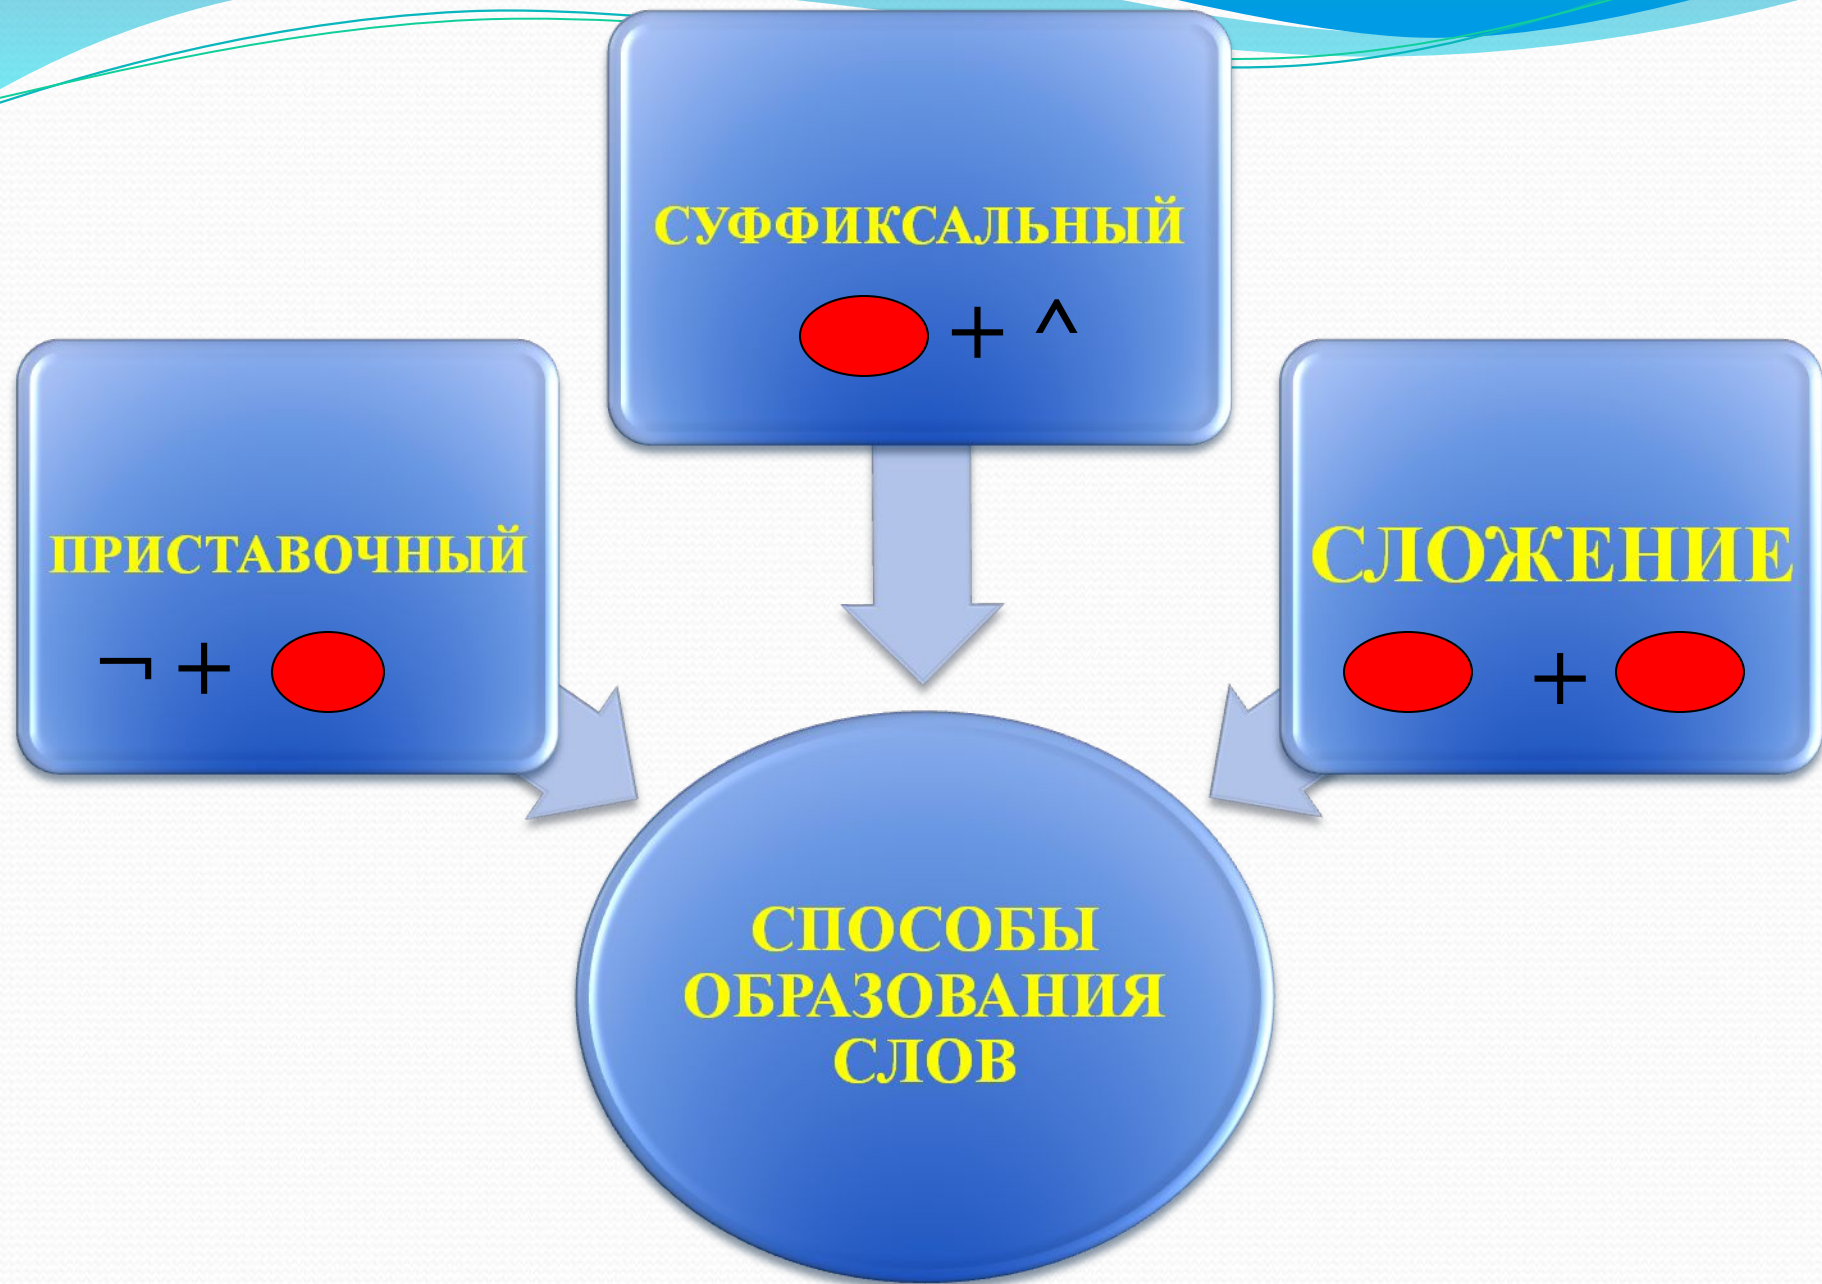 СУФФИКСАЛЬНЫЙ
+ ^
ПРИСТАВОЧНЫЙ
¬ +
СЛОЖЕНИЕ
+
СПОСОБЫ
ОБРАЗОВАНИЯ
СЛОВ